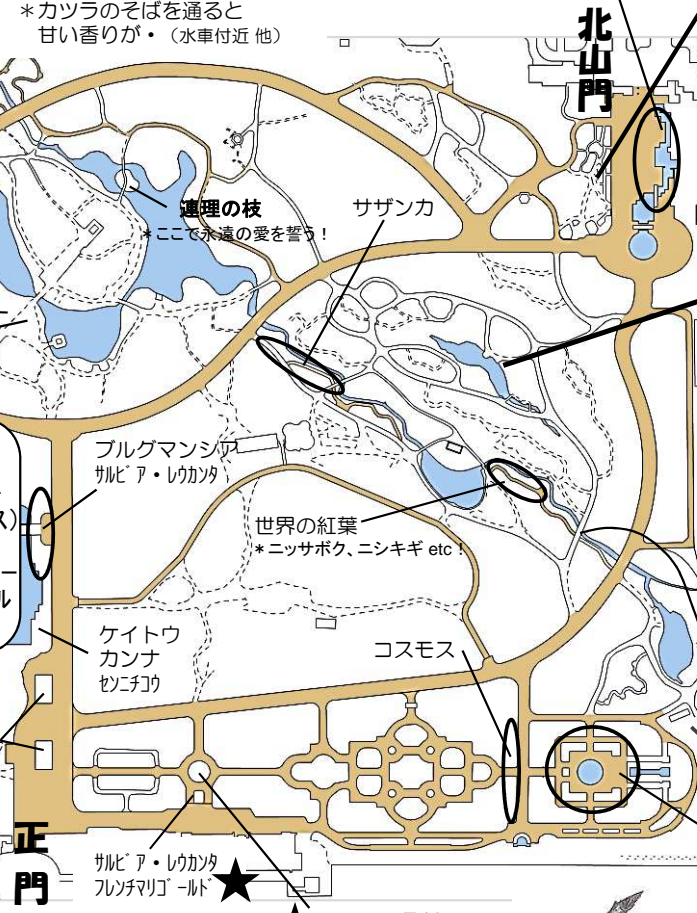 ＊カツラのそばを通ると
甘い香りが・（水車付近 他）
北山門
連理の枝
＊ここで永遠の愛を誓う！
サザンカ
ブルグマンシア
ｻﾙﾋﾞｱ・ﾚｳｶﾝﾀ
ス）
ー
ル
世界の紅葉
＊ニッサボク、ニシキギ etc！
ケイトウ
カンナ
ｾﾝﾆﾁｺｳ
コスモス
正門
ｻﾙﾋﾞｱ・ﾚｳｶﾝﾀ
ﾌﾚﾝﾁﾏﾘｺﾞｰﾙﾄﾞ